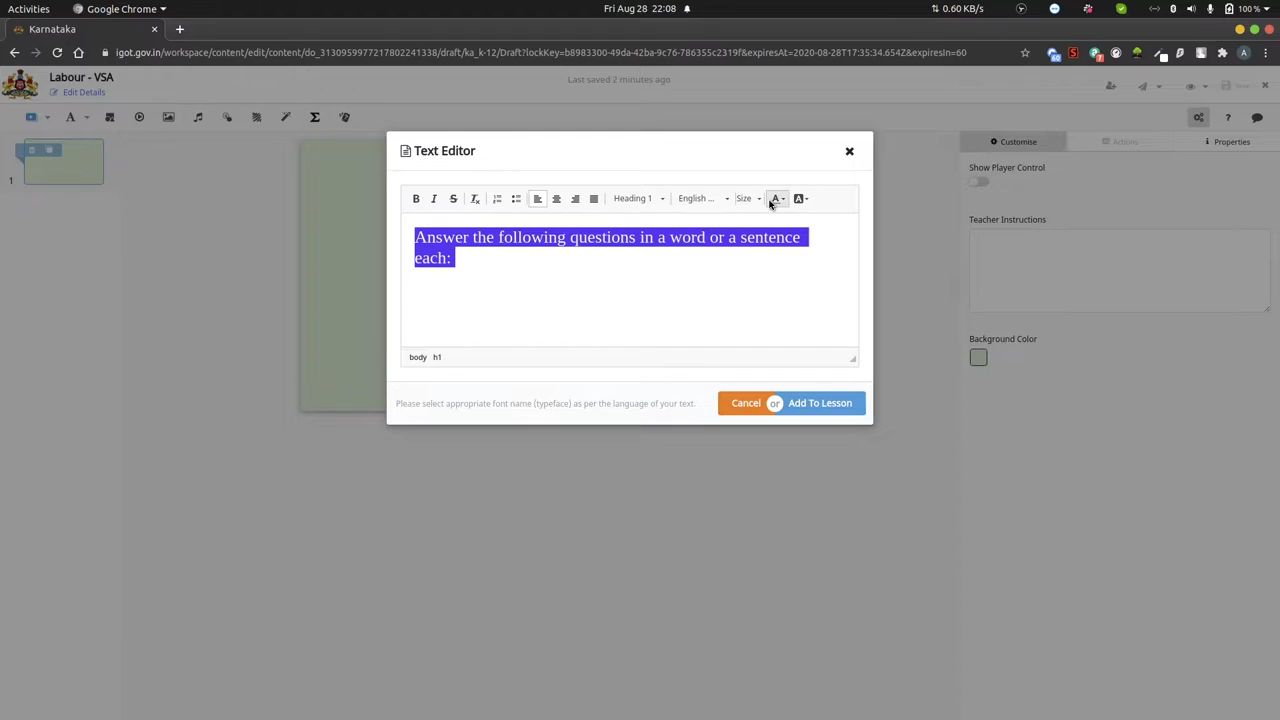 Activities
Google Chrome
Fri Aug 28 22:08
0.60 KB/s
100 %
Karnataka
igot.gov.in/workspace/content/edit/content/do_3130959977217802241338/draft/ka_k-12/Draft?lockKey=b8983300-49da-42ba-9c76-786355c2319f&expiresAt=2020-08-28T17:35:34.654Z&expiresIn=60
Labour - VSA
Edit Details
Last saved 2 minutes ago
Save
Customise
Actions
Properties
1
Show Player Control
Teacher Instructions
Background Color
Text Editor
Heading 1
English ...
Size
Answer the following questions in a word or a sentence
each:
body h1
Please select appropriate font name (typeface) as per the language of your text.
Cancel
or
Add To Lesson